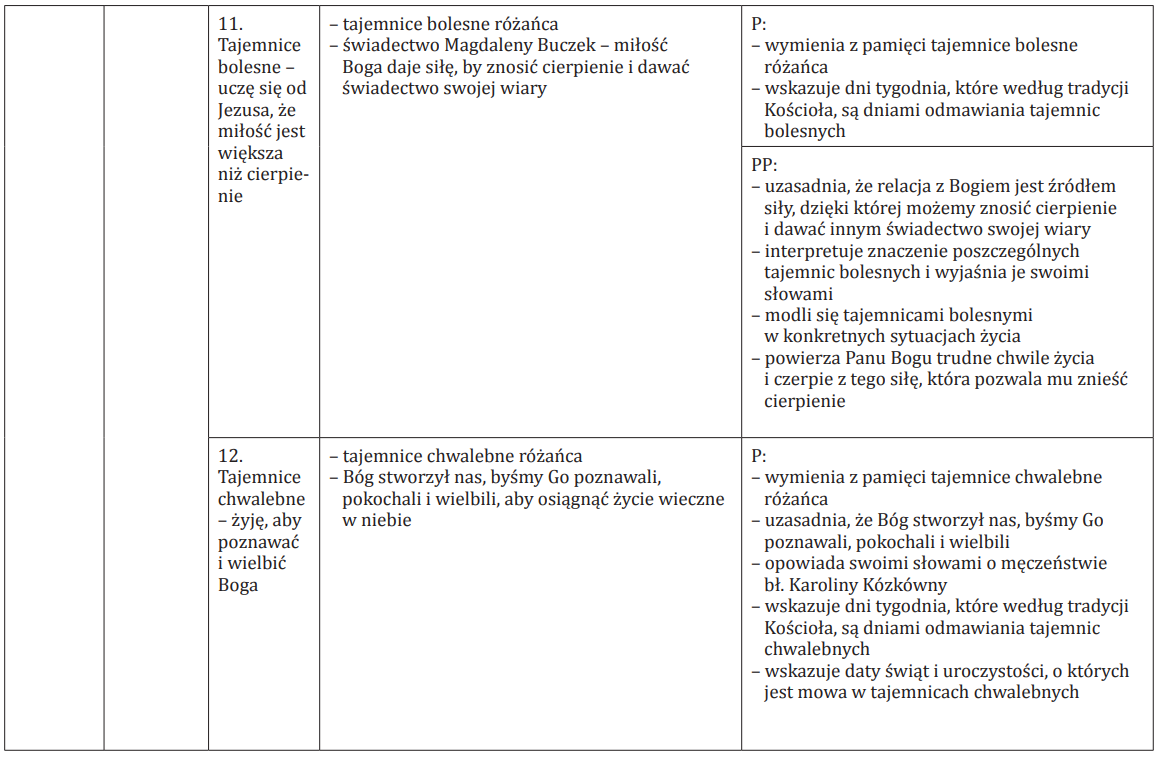 11.
Tajemnice
bolesne –
uczę się od
Jezusa, że
miłość jest
większa
niż cierpie-
nie
– tajemnice bolesne różańca
– świadectwo Magdaleny Buczek – miłość
Boga daje siłę, by znosić cierpienie i dawać
świadectwo swojej wiary
P:
– wymienia z pamięci tajemnice bolesne
różańca
– wskazuje dni tygodnia, które według tradycji
Kościoła, są dniami odmawiania tajemnic
bolesnych
PP:
– uzasadnia, że relacja z Bogiem jest źródłem
siły, dzięki której możemy znosić cierpienie
i dawać innym świadectwo swojej wiary
– interpretuje znaczenie poszczególnych
tajemnic bolesnych i wyjaśnia je swoimi
słowami
– modli się tajemnicami bolesnymi
w konkretnych sytuacjach życia
– powierza Panu Bogu trudne chwile życia
i czerpie z tego siłę, która pozwala mu znieść
cierpienie
12.
Tajemnice
chwalebne
– żyję, aby
poznawać
i wielbić
Boga
– tajemnice chwalebne różańca
– Bóg stworzył nas, byśmy Go poznawali,
pokochali i wielbili, aby osiągnąć życie wieczne
w niebie
P:
– wymienia z pamięci tajemnice chwalebne
różańca
– uzasadnia, że Bóg stworzył nas, byśmy Go
poznawali, pokochali i wielbili
– opowiada swoimi słowami o męczeństwie
bł. Karoliny Kózkówny
– wskazuje dni tygodnia, które według tradycji
Kościoła, są dniami odmawiania tajemnic
chwalebnych
– wskazuje daty świąt i uroczystości, o których
jest mowa w tajemnicach chwalebnych